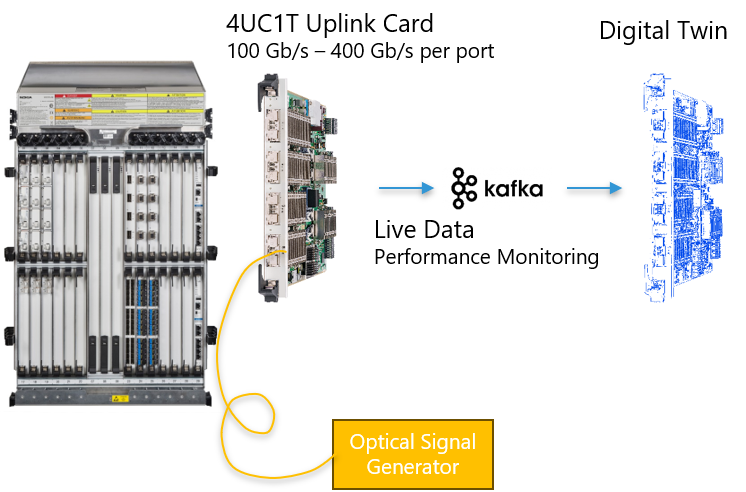 4UC1T Uplink Card
100 Gb/s – 400 Gb/s per port
Digital Twin
NOKIA
kafka
Live Data
Performance Monitoring
Optical Signal
Generator